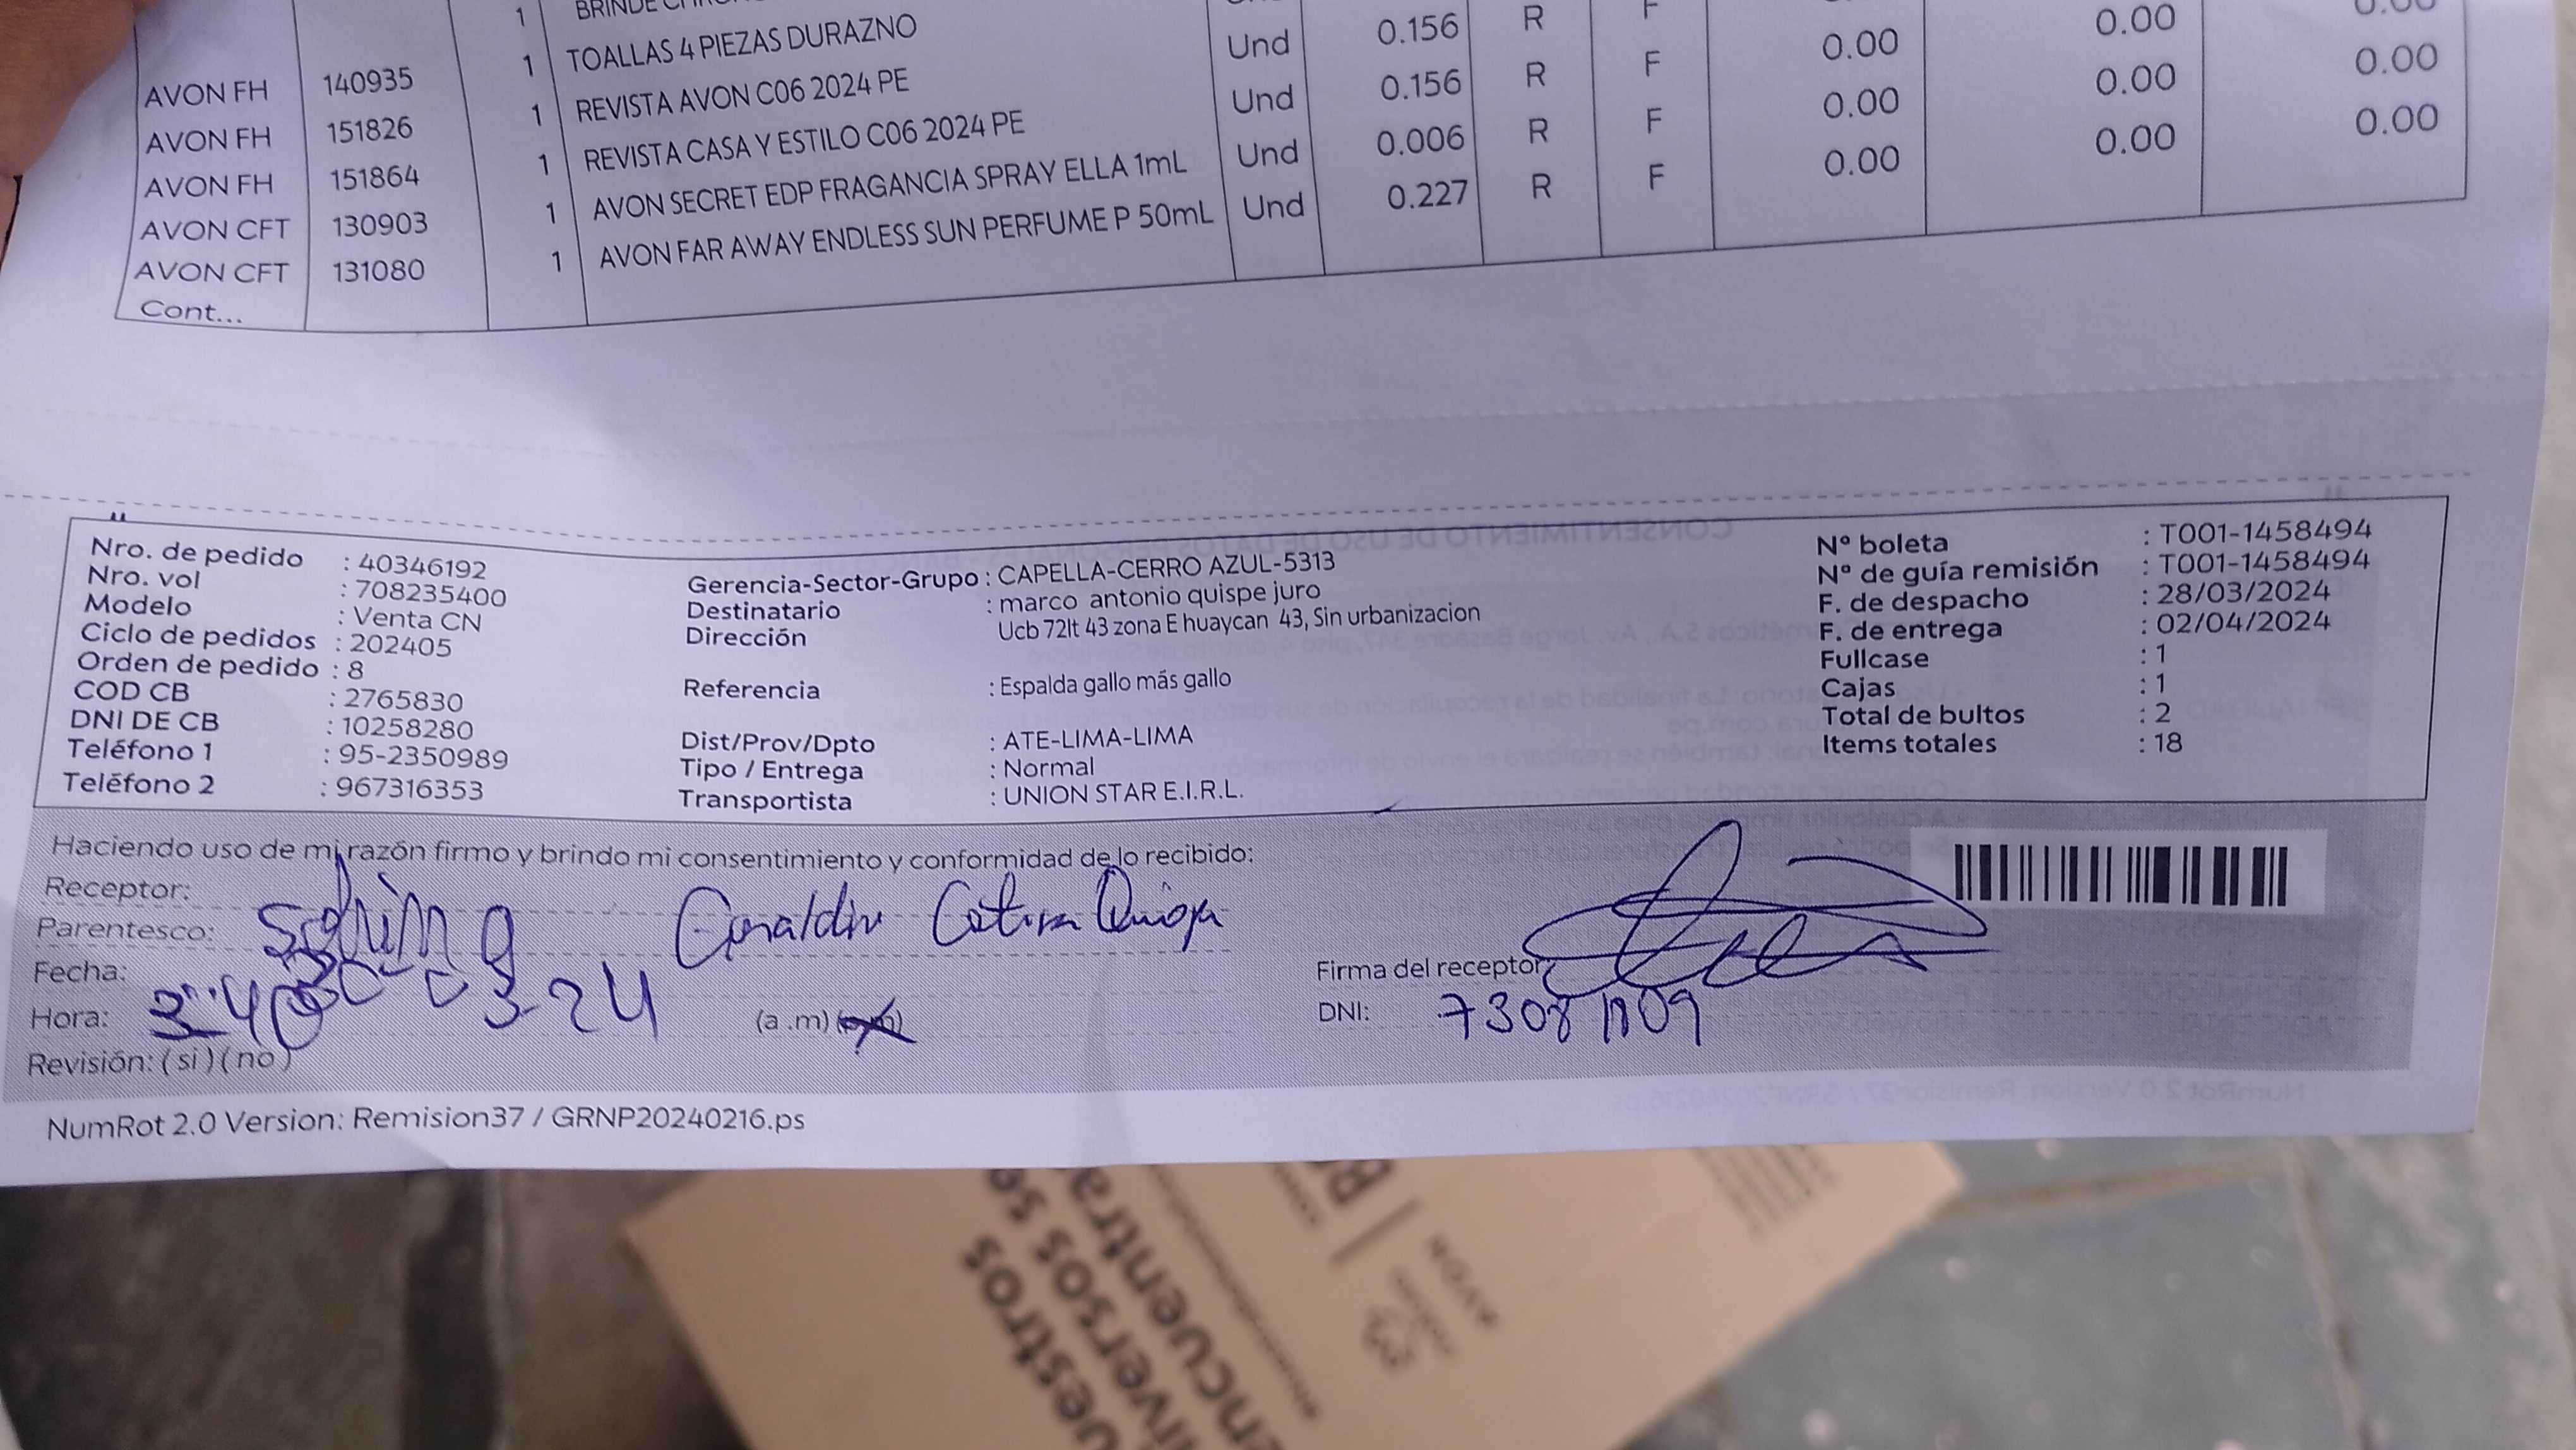 1 BRINDE
AVON FH 140935 1 TOALLAS 4 PIEZAS DURAZNO Und 0.156 R F 0.00 0.00 0.00
AVON FH 151826 1 REVISTA AVON C06 2024 PE Und 0.156 R F 0.00 0.00 0.00
AVON FH 151864 1 REVISTA CASA Y ESTILO C06 2024 PE Und 0.006 R F 0.00 0.00 0.00
AVON CFT 130903 1 AVON SECRET EDP FRAGANCIA SPRAY ELLA 1mL Und 0.227 R F
AVON CFT 131080 1 AVON FAR AWAY ENDLESS SUN PERFUME P 50mL
Cont...
Nro. de pedido : 40346192
Nro. vol : 708235400
Modelo : Venta CN
Ciclo de pedidos : 202405
Orden de pedido : 8
COD CB : 2765830
DNI DE CB : 10258280
Teléfono 1 : 95-2350989
Teléfono 2 : 967316353
Gerencia-Sector-Grupo : CAPELLA-CERRO AZUL-5313
Destinatario : marco antonio quispe juro
Dirección Ucb 72lt 43 zona E huaycan 43, Sin urbanizacion
Referencia : Espalda gallo más gallo
Dist/Prov/Dpto : ATE-LIMA-LIMA
Tipo / Entrega : Normal
Transportista : UNION STAR E.I.R.L.
N° boleta : T001-1458494
N° de guía remisión : T001-1458494
F. de despacho : 28/03/2024
F. de entrega : 02/04/2024
Fullcase : 1
Cajas : 1
Total de bultos : 2
Items totales : 18
Haciendo uso de mi razón firmo y brindo mi consentimiento y conformidad de lo recibido:
Receptor:
Parentesco:
Fecha:
Hora: (a .m)
Revisión: ( si ) ( no )
Firma del receptor:
DNI:
NumRot 2.0 Version: Remision37 / GRNP20240216.ps